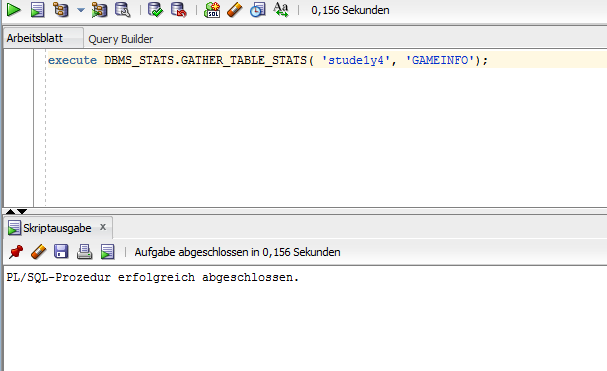 0,156 Sekunden
Arbeitsblatt Query Builder
execute DBMS_STATS.GATHER_TABLE_STATS( 'stude1y4', 'GAMEINFO');
Skriptausgabe x
Aufgabe abgeschlossen in 0,156 Sekunden
PL/SQL-Prozedur erfolgreich abgeschlossen.